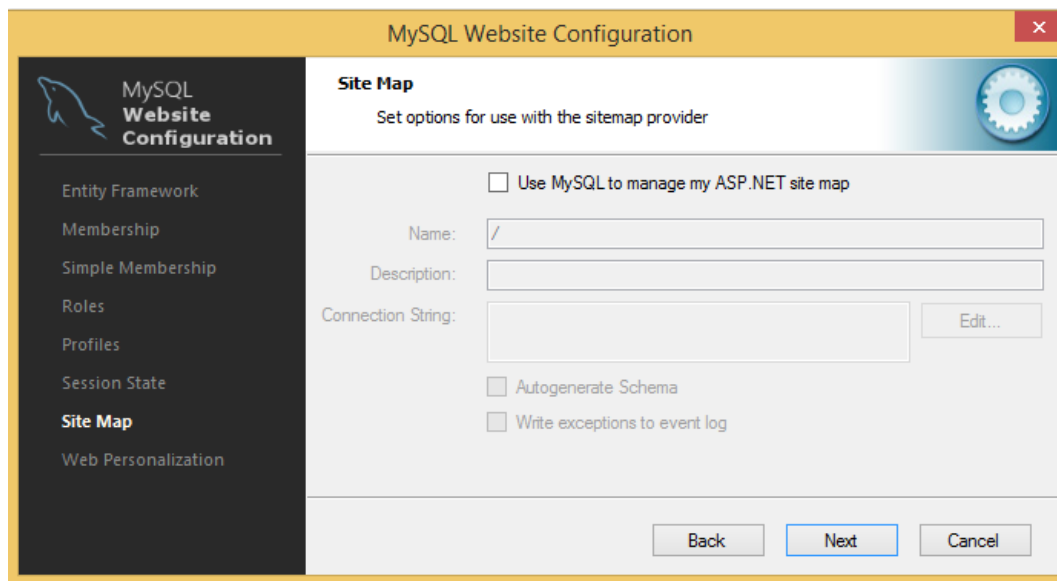 MySQL Website Configuration
MySQL
Website
Configuration
Entity Framework
Membership
Simple Membership
Roles
Profiles
Session State
Site Map
Web Personalization
Site Map
Set options for use with the sitemap provider
Use MySQL to manage my ASP.NET site map
Name: /
Description:
Connection String: Edit...
Autogenerate Schema
Write exceptions to event log
Back Next Cancel